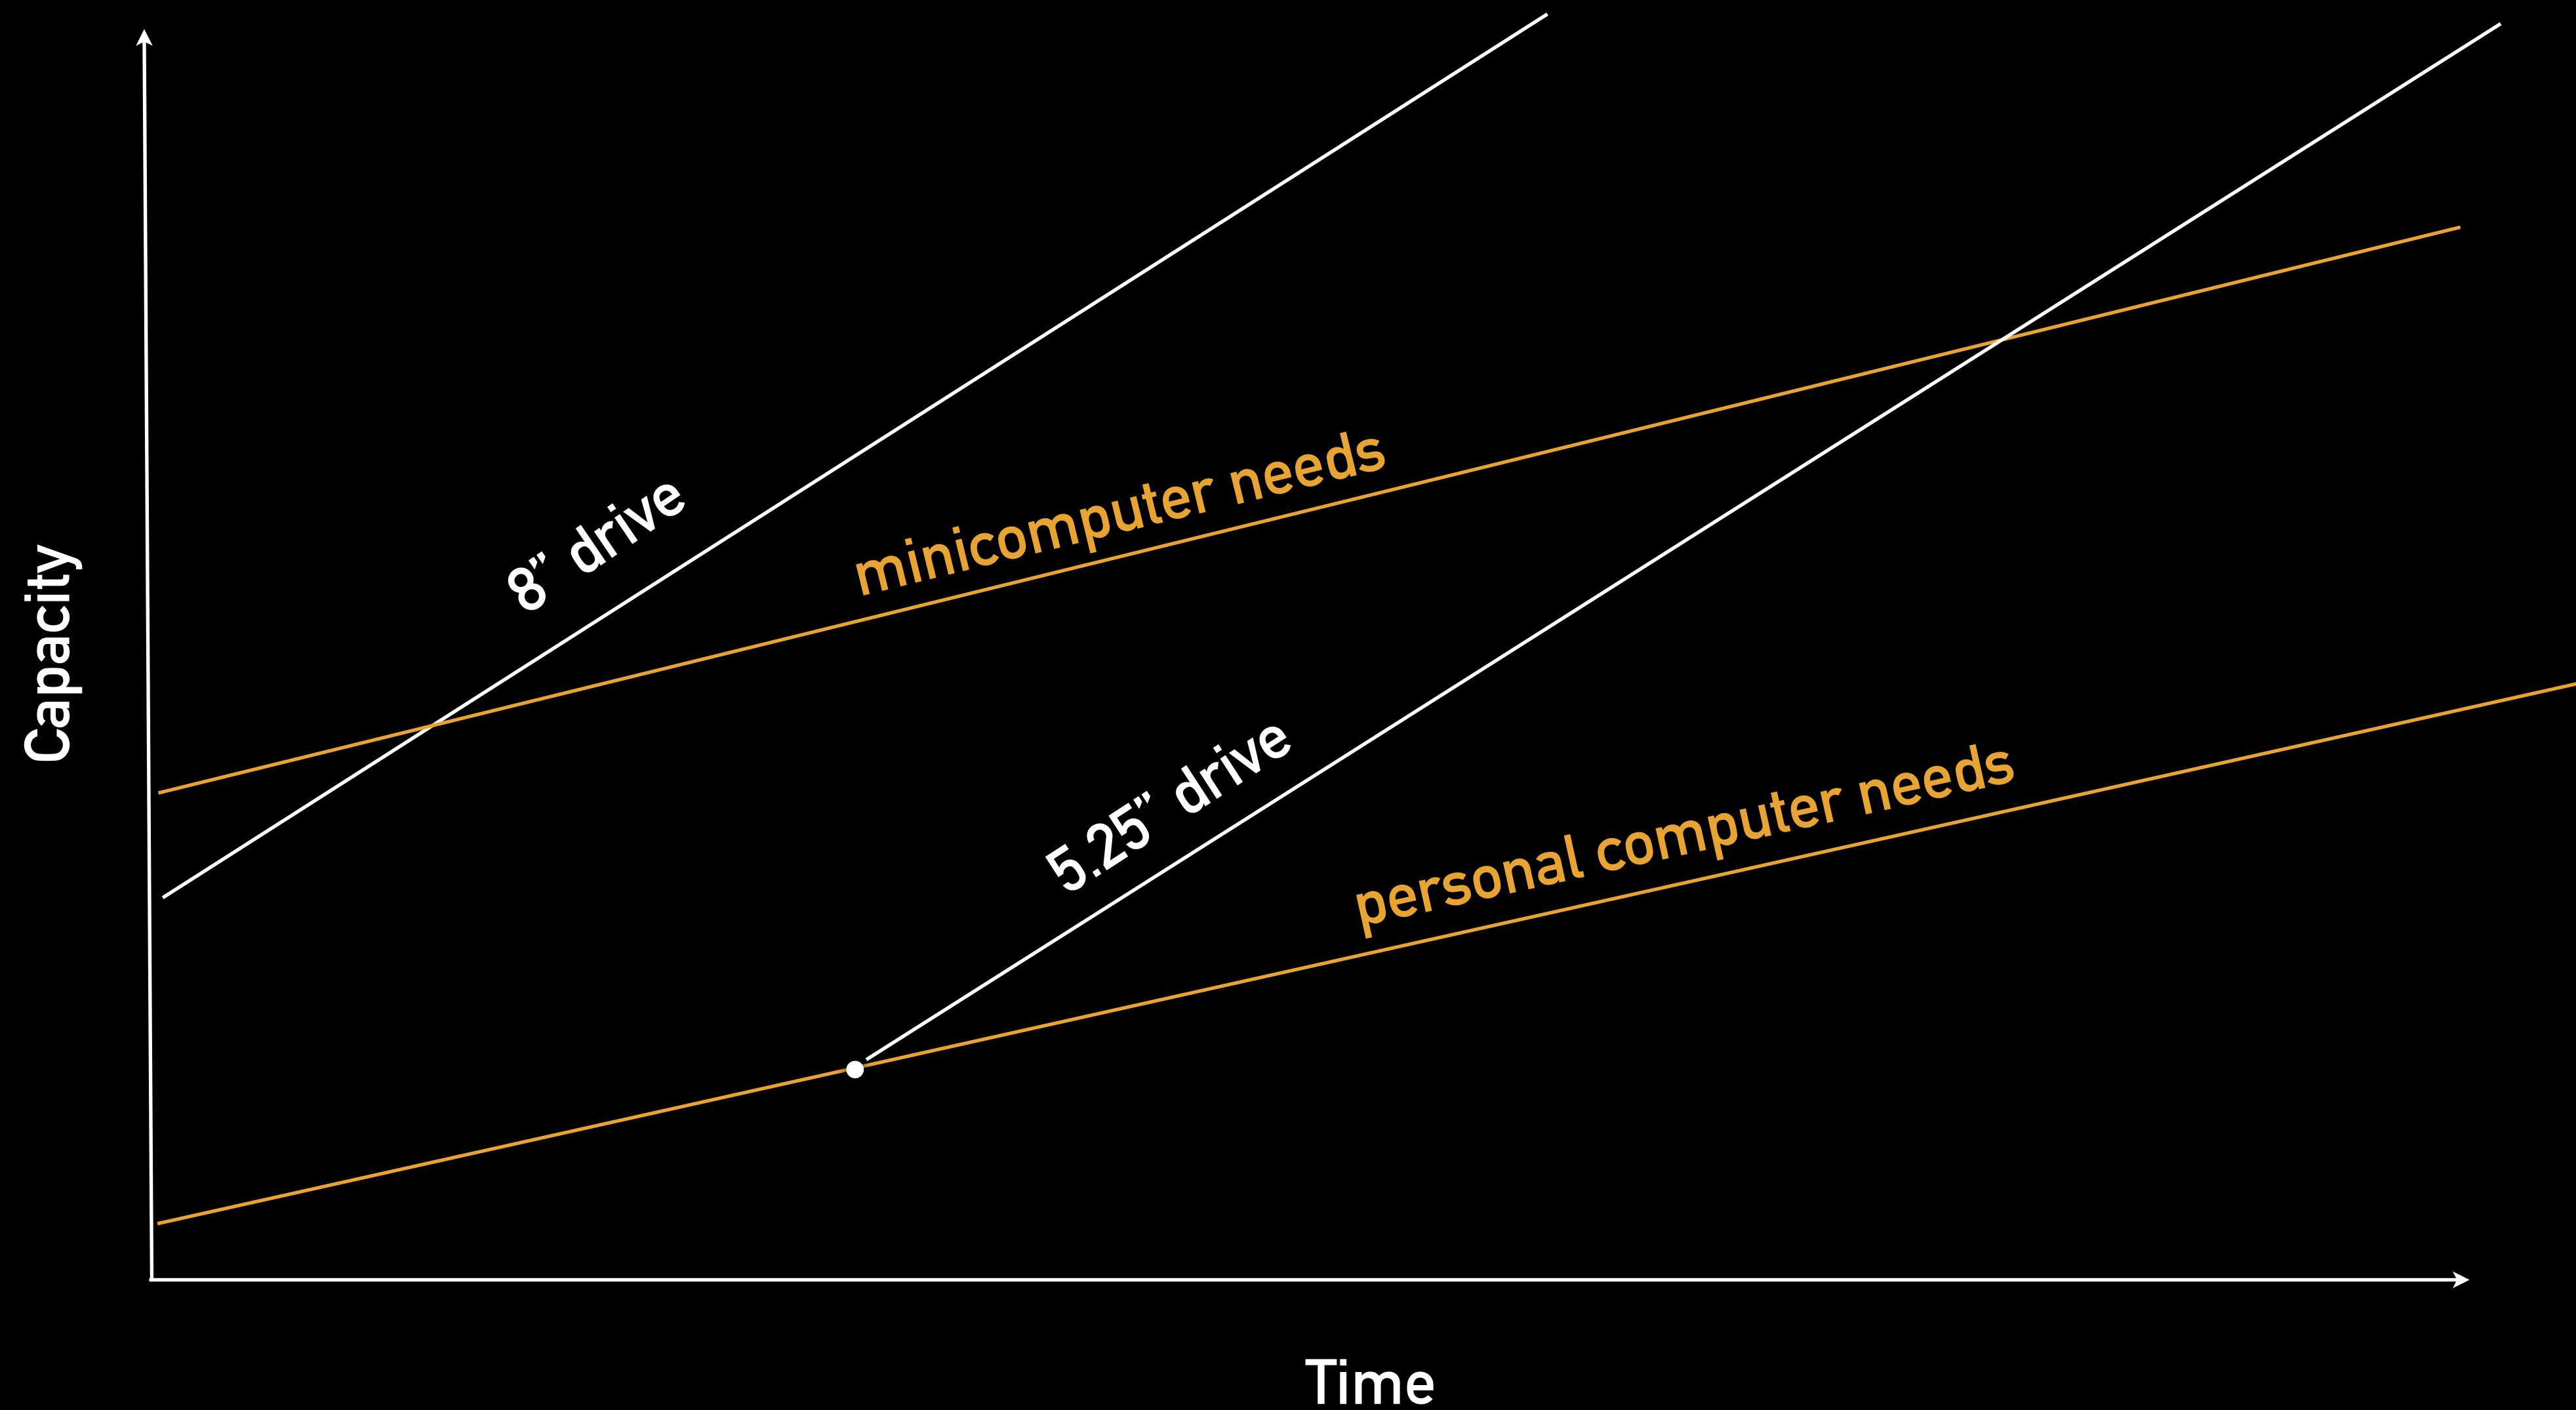 8” drive
minicomputer needs
Capacity
5.25” drive
personal computer needs
Time